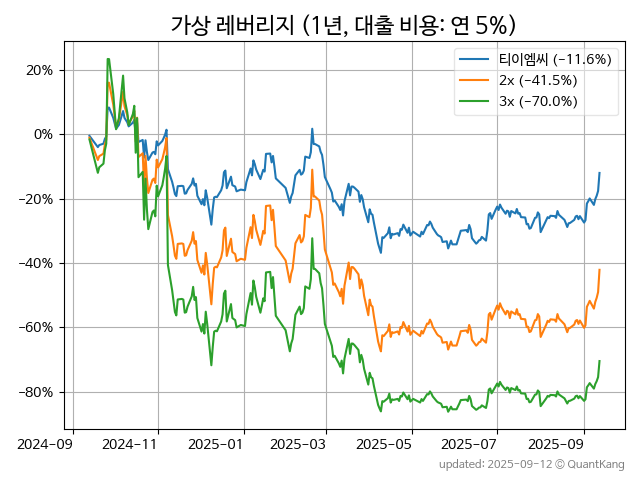 가상 레버리지 (1년, 대출 비용: 연 5%)
티이엠씨 (-11.6%)
2x (-41.5%)
3x (-70.0%)
20%
0%
−20%
−40%
−60%
−80%
2024-09
2024-11
2025-01
2025-03
2025-05
2025-07
2025-09
updated: 2025-09-12 © QuantKang